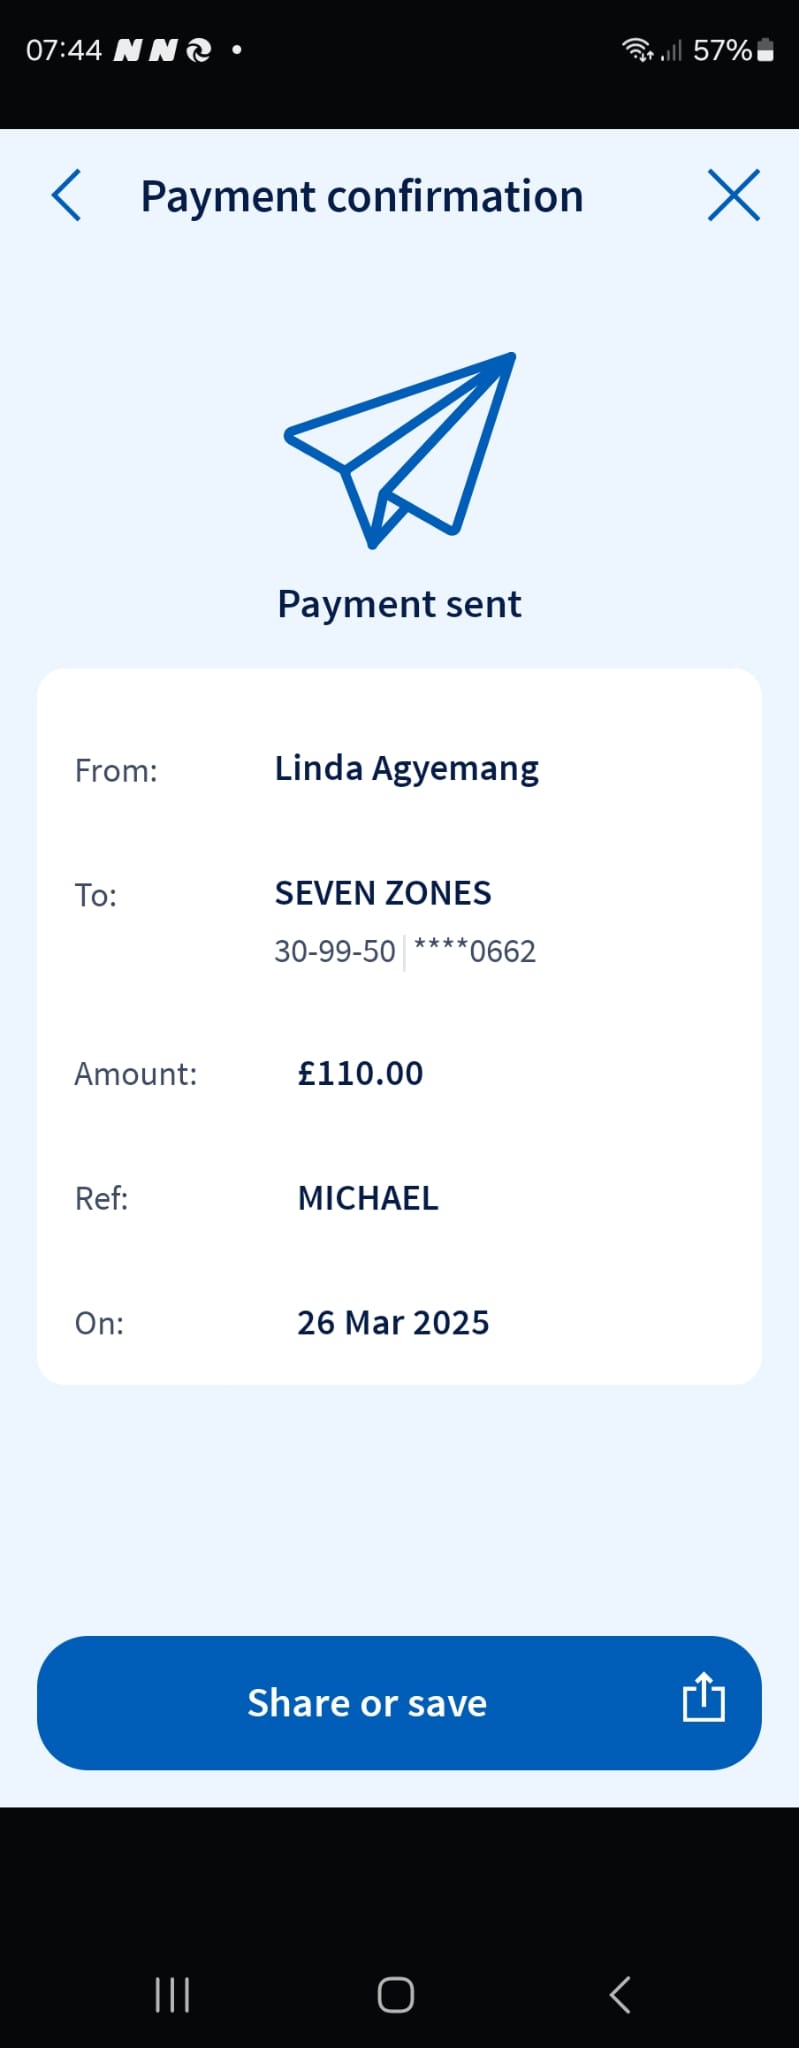 07:44 N N
57%
Payment confirmation
Payment sent
From: Linda Agyemang
To: SEVEN ZONES
30-99-50 | ****0662
Amount: £110.00
Ref: MICHAEL
On: 26 Mar 2025
Share or save